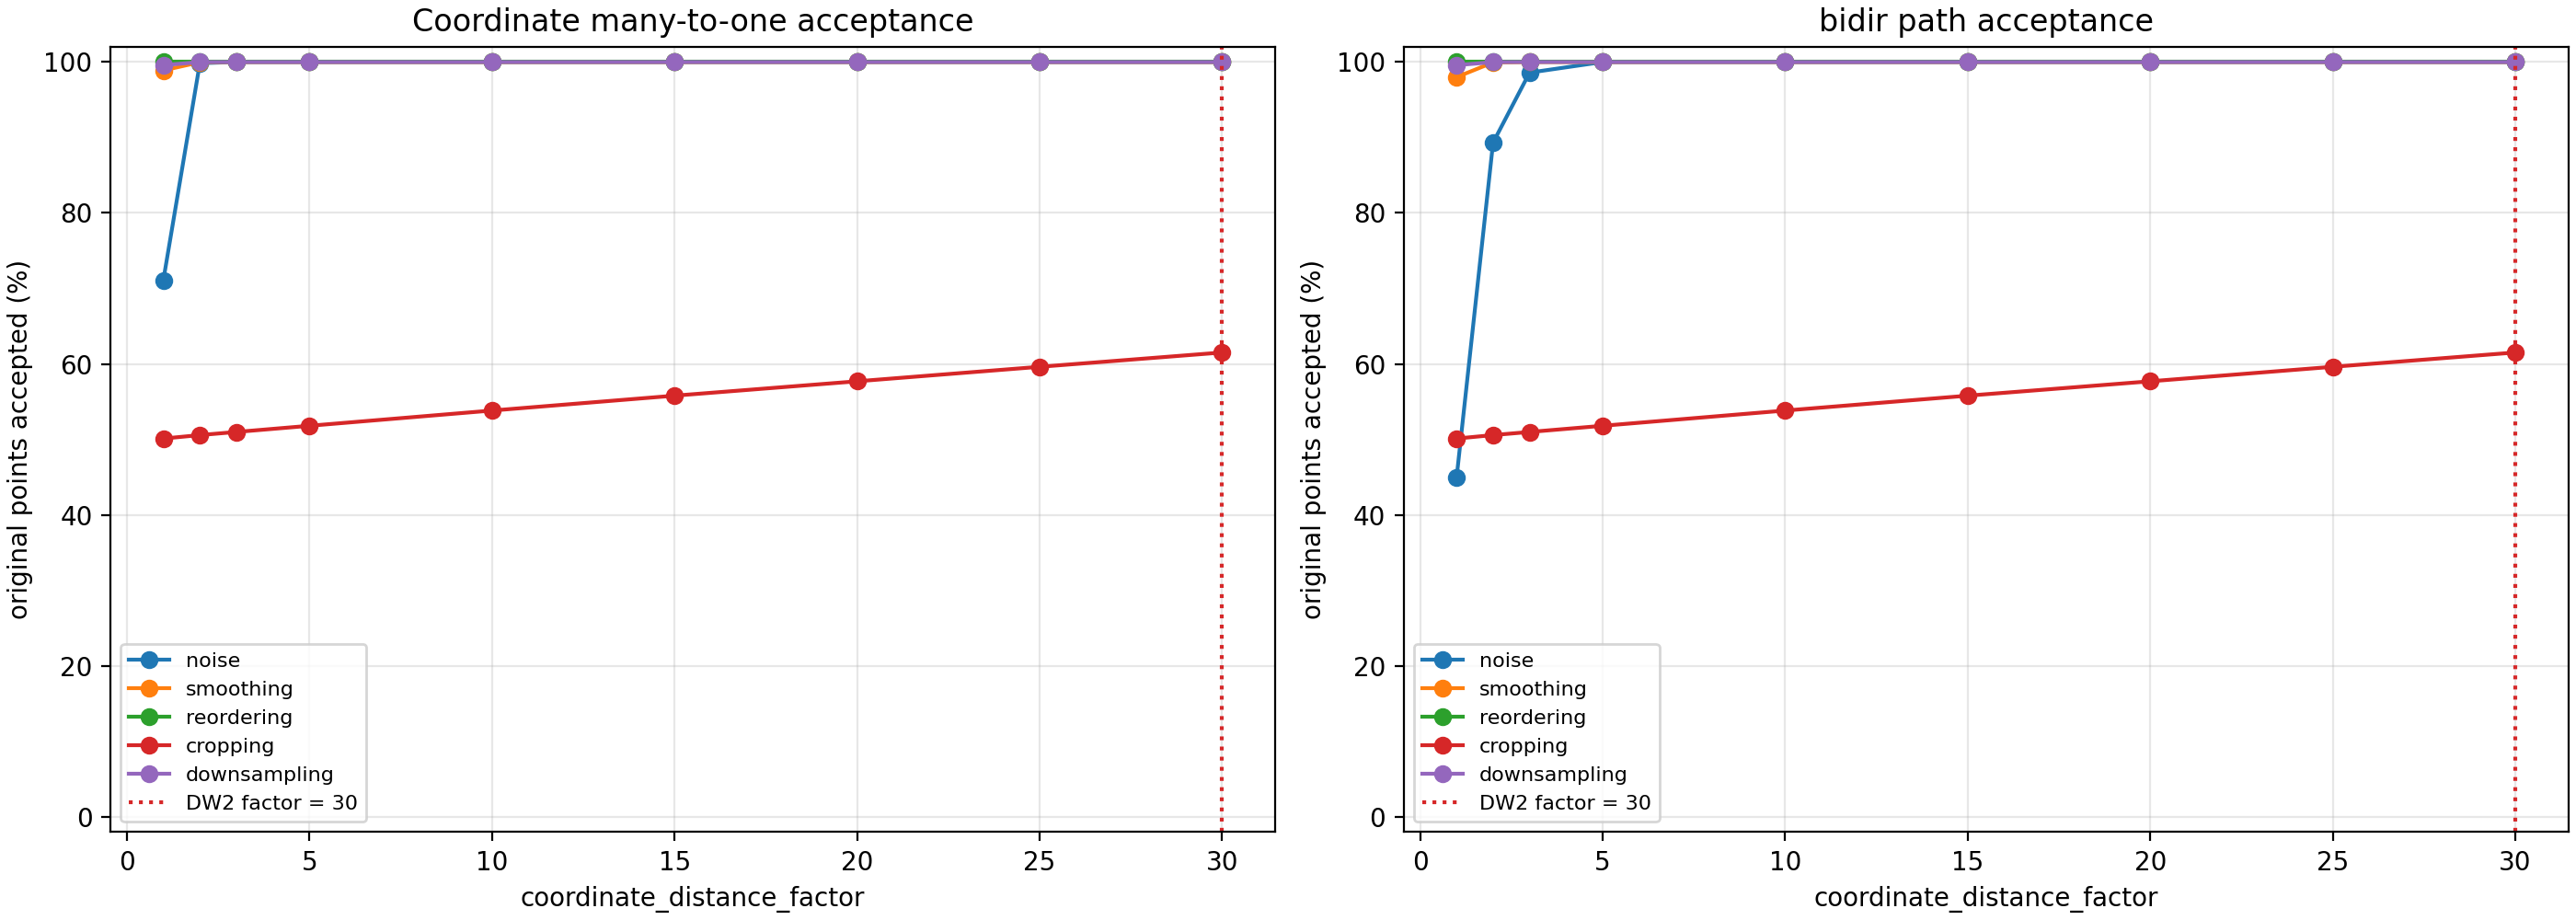 Coordinate many-to-one acceptance
original points accepted (%)
100
80
60
40
20
0
noise
smoothing
reordering
cropping
downsampling
DW2 factor = 30
0 5 10 15 20 25 30
coordinate_distance_factor
bidir path acceptance
original points accepted (%)
100
80
60
40
20
0
noise
smoothing
reordering
cropping
downsampling
DW2 factor = 30
0 5 10 15 20 25 30
coordinate_distance_factor